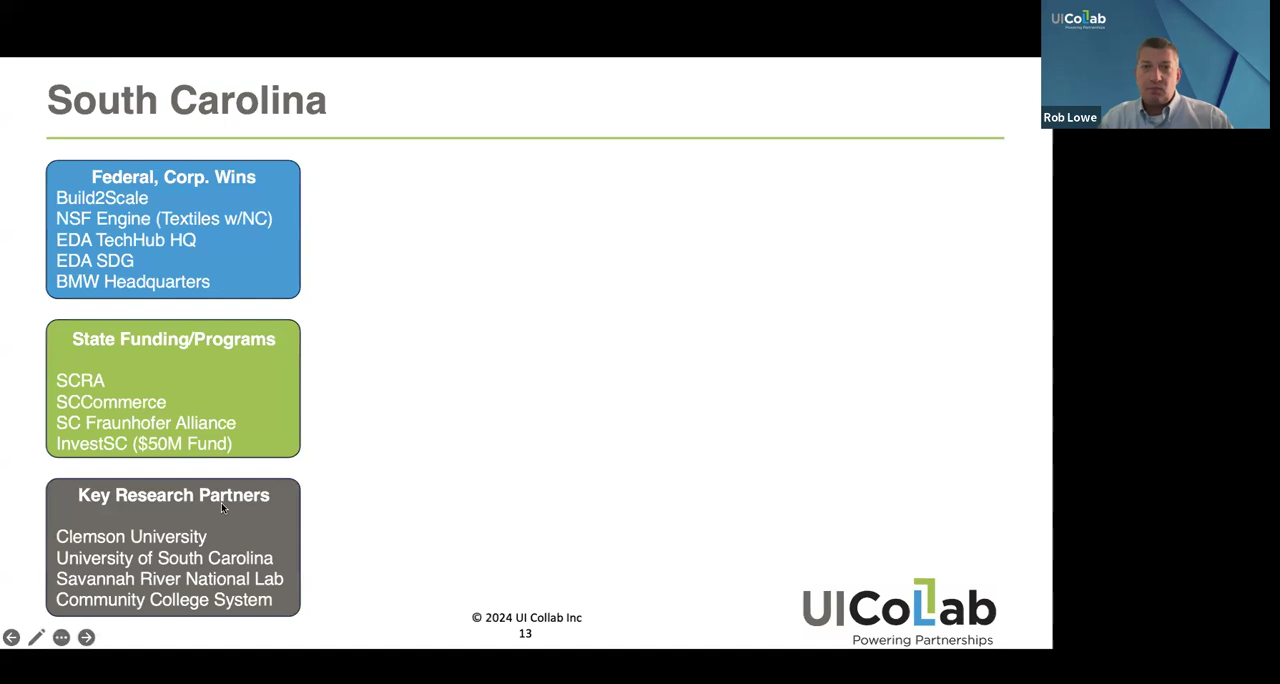 UICoLab
Powering Partnerships
Rob Lowe
South Carolina
Federal, Corp. Wins
Build2Scale
NSF Engine (Textiles w/NC)
EDA TechHub HQ
EDA SDG
BMW Headquarters
State Funding/Programs
SCRA
SCCommerce
SC Fraunhofer Alliance
InvestSC ($50M Fund)
Key Research Partners
Clemson University
University of South Carolina
Savannah River National Lab
Community College System
© 2024 UI Collab Inc
13
UICoLab
Powering Partnerships